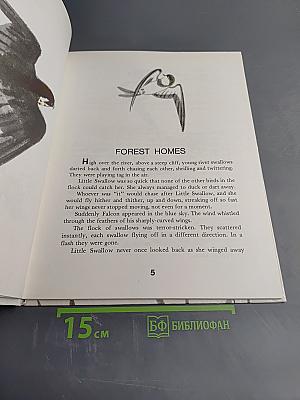 FOREST HOMES
High over the river, above a steep cliff, young swift swallows
darted back and forth chasing each other, shrilling and twittering.
They were playing tag in the air.
Little Swallow was so quick that none of the other birds in the
flock could catch her. She always managed to duck or dart away.
Whoever was "it" would chase after Little Swallow, and she
would fly hither and thither, up and down, streaking off so fast
her wings never stopped moving, not even for a moment.
Suddenly Falcon appeared in the blue sky. The wind whistled
through the feathers of his sharply-curved wings.
The flock of swallows was terror-stricken. They scattered
instantly, each swallow flying off in a different direction. In a
flash they were gone.
Little Swallow never once looked back as she winged away
5
15 см
БФ БИБЛИОФАН